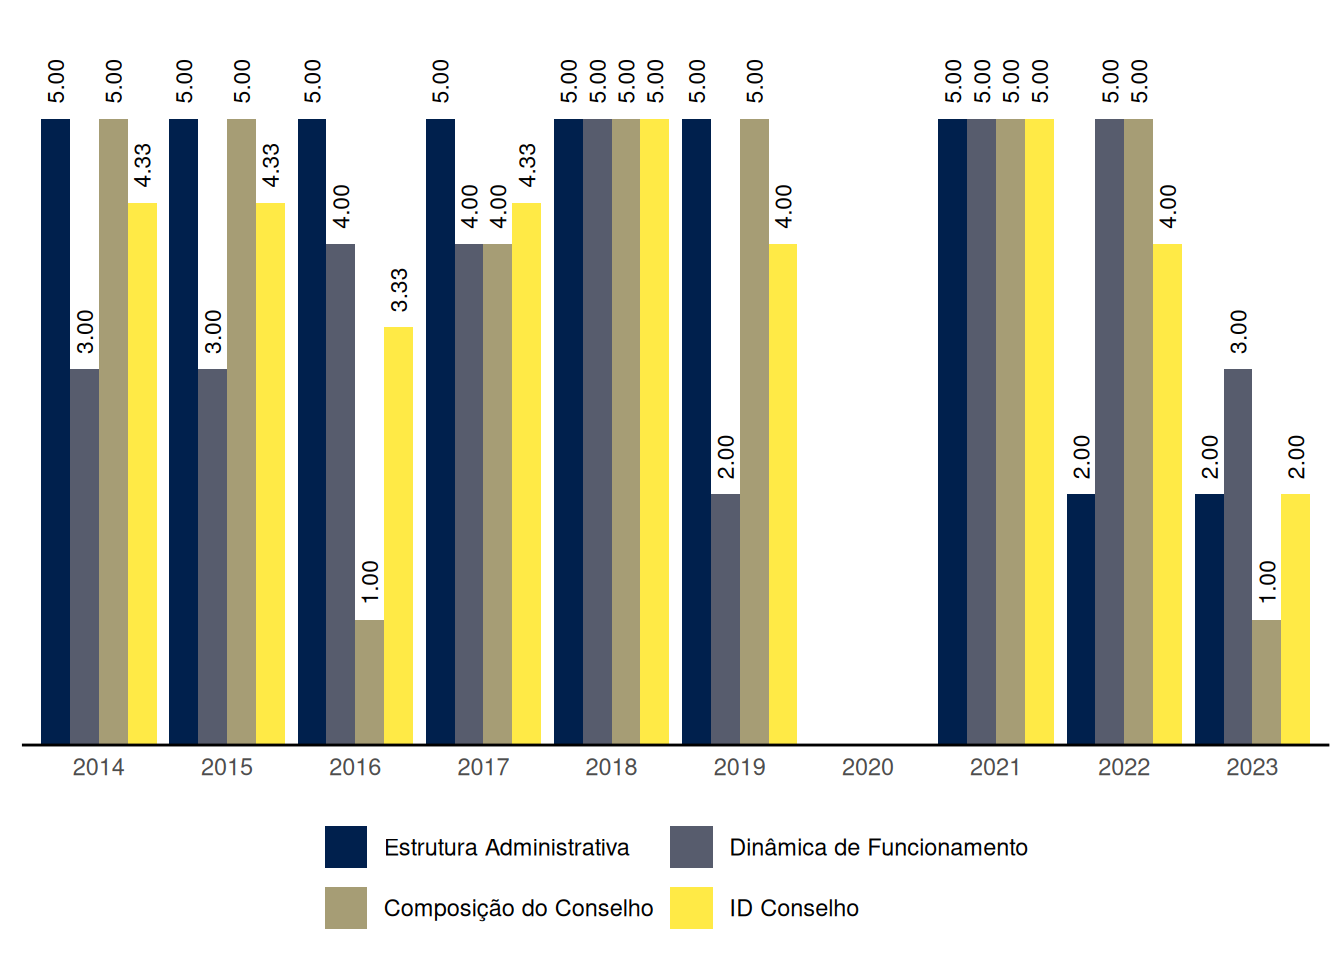 5.00 3.00 5.00 4.33
5.00 3.00 5.00 4.33
5.00 4.00 1.00 3.33
5.00 4.00 4.00 4.33
5.00 5.00 5.00 5.00
5.00 2.00 5.00 4.00
5.00 5.00 5.00 5.00
2.00 5.00 5.00 4.00
2.00 3.00 1.00 2.00
2014 2015 2016 2017 2018 2019 2020 2021 2022 2023
Estrutura Administrativa Dinâmica de Funcionamento
Composição do Conselho ID Conselho